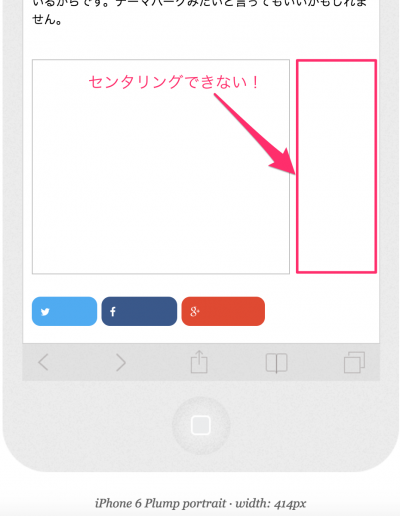 いるからです。テーマパークみたいと言ってもいいかもしれま
せん。
センタリングできない！
f
g+
iPhone 6 Plump portrait · width: 414px